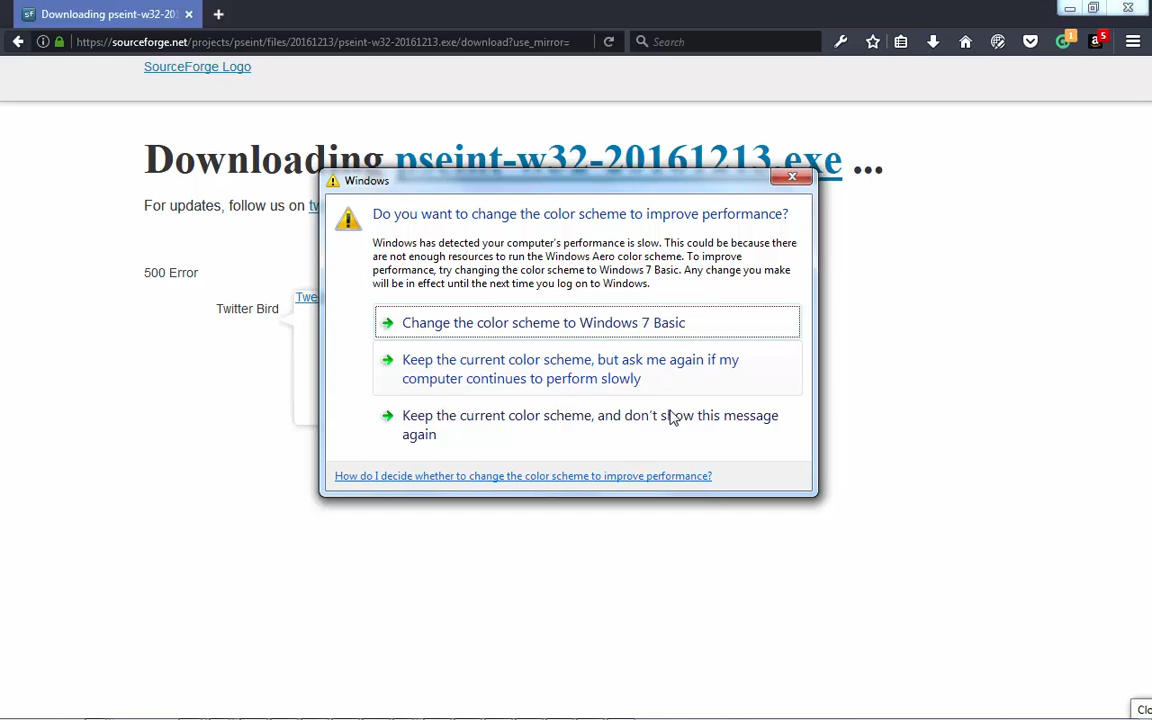 Downloading pseint-w32-201
https://sourceforge.net/projects/pseint/files/20161213/pseint-w32-20161213.exe/download?use_mirror=
Search
1
5
SourceForge Logo
Downloading pseint-w32-20161213.exe ...
For updates, follow us on
500 Error
Twitter Bird
Windows
Do you want to change the color scheme to improve performance?
Windows has detected your computer's performance is slow. This could be because there
are not enough resources to run the Windows Aero color scheme. To improve
performance, try changing the color scheme to Windows 7 Basic. Any change you make
will be in effect until the next time you log on to Windows.
Change the color scheme to Windows 7 Basic
Keep the current color scheme, but ask me again if my
computer continues to perform slowly
Keep the current color scheme, and don't show this message
again
How do I decide whether to change the color scheme to improve performance?